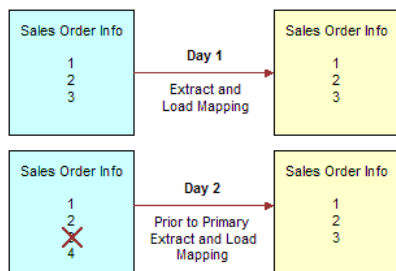 Sales Order Info
1
2
3
Day 1
Extract and
Load Mapping
Sales Order Info
1
2
3
Sales Order Info
1
2
3
4
Day 2
Prior to Primary
Extract and Load
Mapping
Sales Order Info
1
2
3